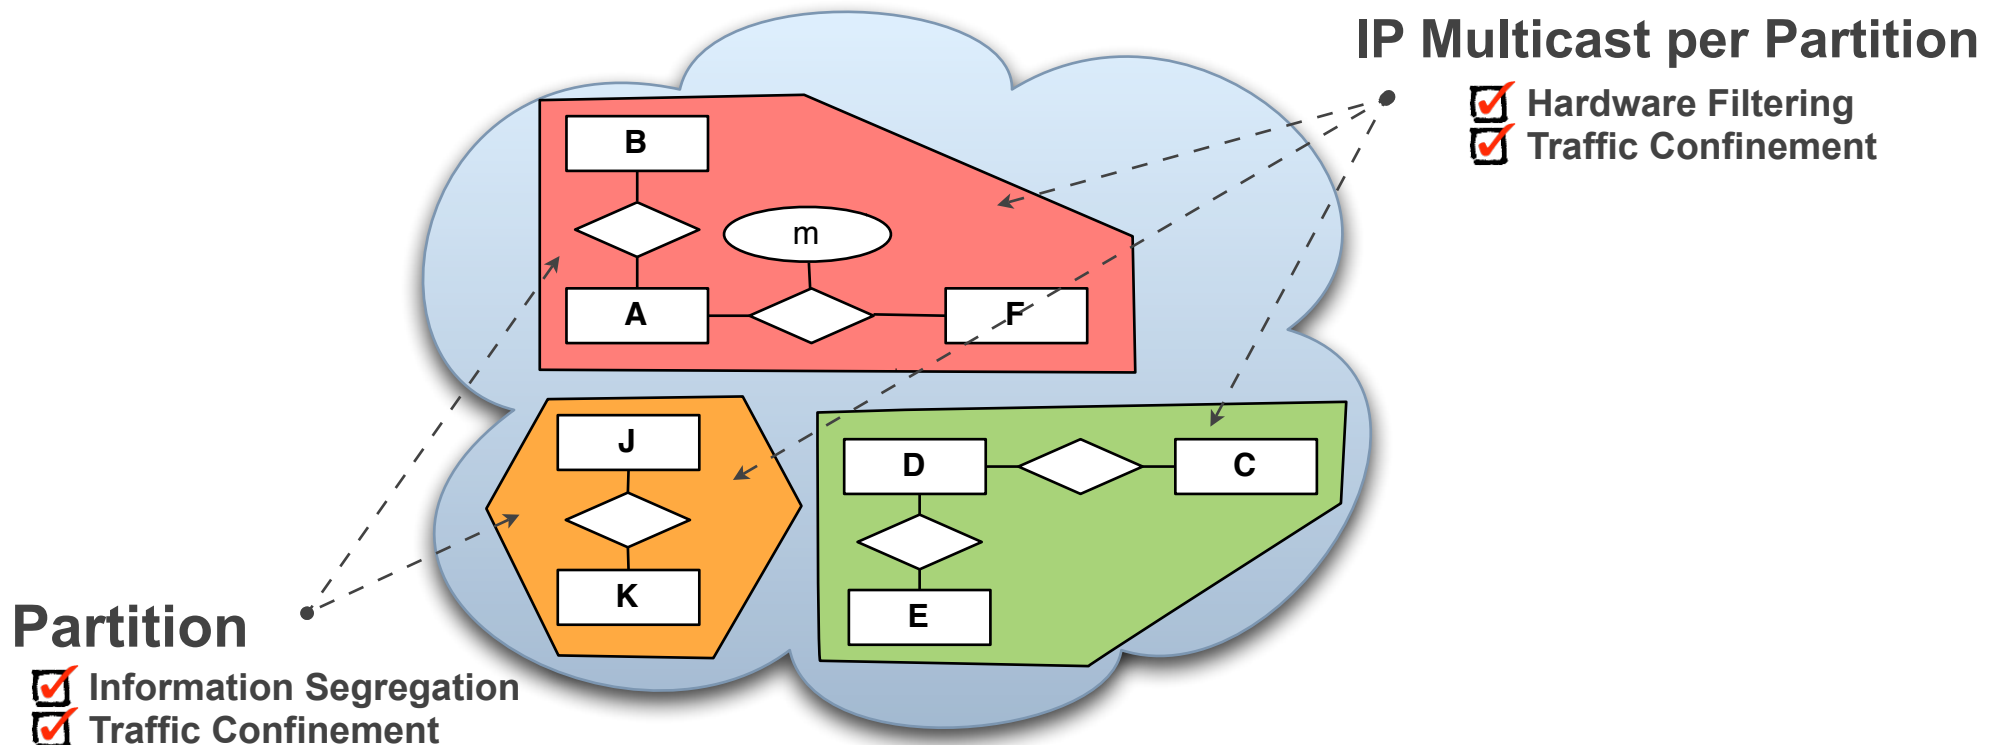 IP Multicast per Partition
Hardware Filtering
Traffic Confinement
B
m
A
F
J
D
C
K
E
Partition
Information Segregation
Traffic Confinement